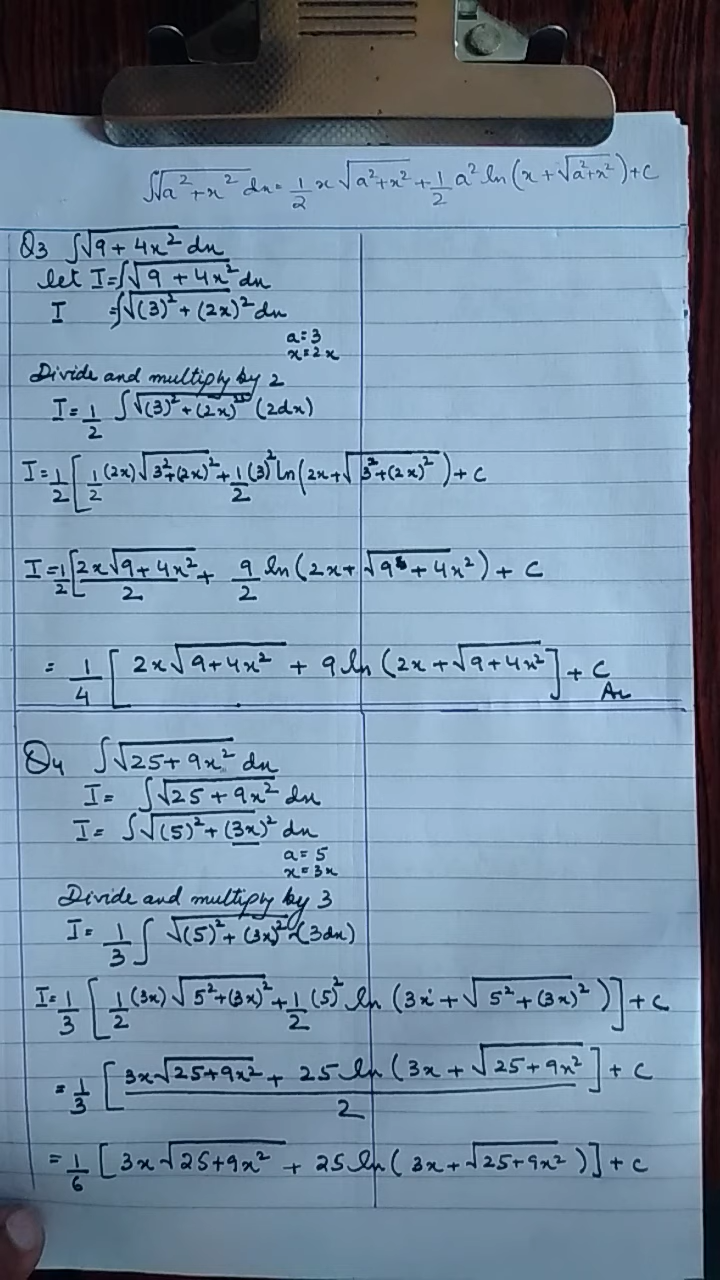 ∫√a²+x² dx = 1/2 x √a²+x² + 1/2 a² ln (x + √a²+x²) + C
Q3 ∫√9 + 4x² dx
let I = ∫√9 + 4x² dx
I = ∫√(3)² + (2x)² dx
a = 3
x = 2x
Divide and multiply by 2
I = 1/2 ∫√(3)² + (2x)² (2dx)
I = 1/2 [1/2 (2x) √3² + (2x)² + 1/2 (3)² ln (2x + √3² + (2x)²) + C
I = 1/2 [2x√9 + 4x²/2 + 9/2 ln (2x + √9 + 4x²) + C
= 1/4 [2x√9+4x² + 9 ln (2x + √9+4x²] + C
Q4 ∫√25+9x² dx
I = ∫√25 + 9x² dx
I = ∫√(5)² + (3x)² dx
a = 5
x = 3x
Divide and multiply by 3
I = 1/3 ∫ √(5)² + (3x)² (3dx)
I = 1/3 [1/2 (3x) √5² + (3x)² + 1/2 (5)² ln (3x + √5² + (3x)²)] + C
= 1/3 [3x√25+9x² + 25 ln (3x + √25+9x²/2] + C
= 1/6 [3x√25+9x² + 25 ln (3x + √25+9x²)] + C